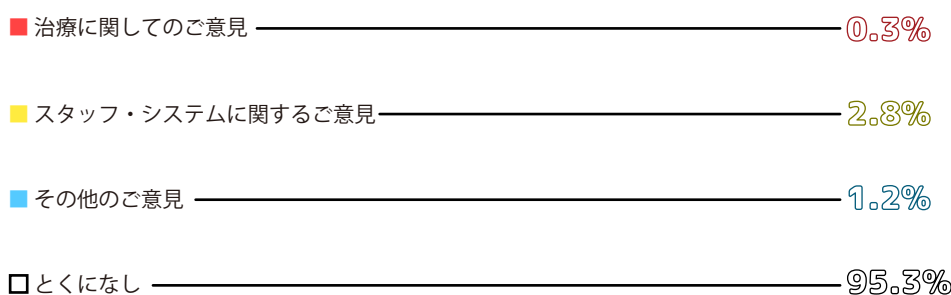 治療に関してのご意見 0.3%
スタッフ・システムに関するご意見 2.8%
その他のご意見 1.2%
とくになし 95.3%